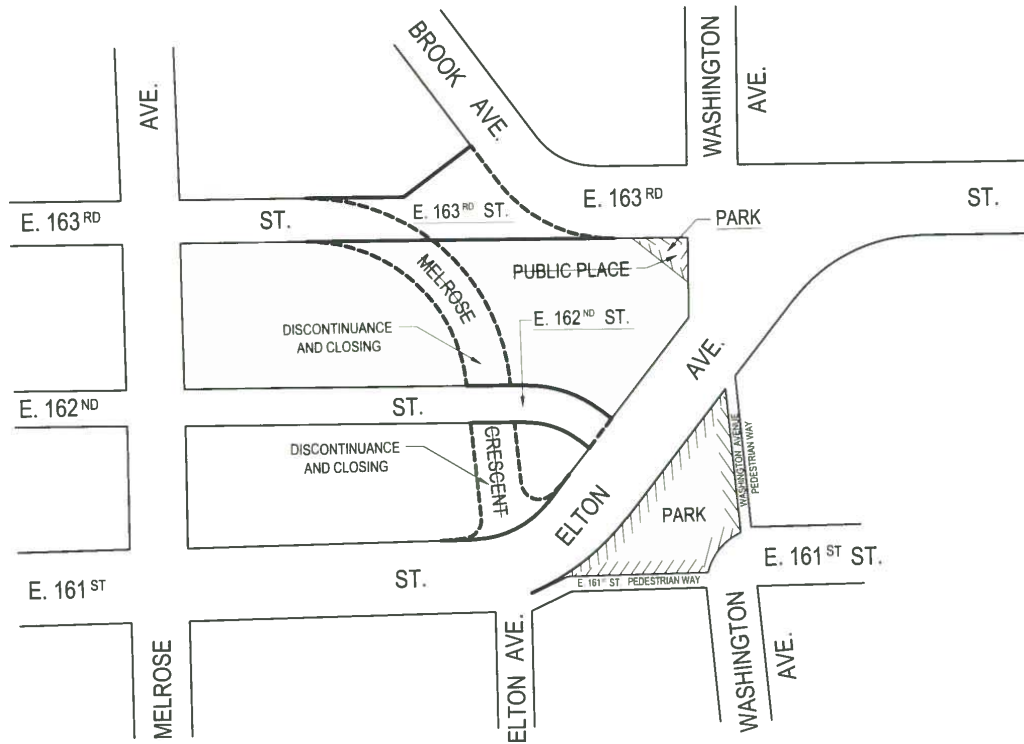 BROOK AVE.
WASHINGTON
AVE.
AVE.
E. 163RD
ST.
E. 163RD ST.
E. 163RD
ST.
PARK
PUBLIC PLACE
MELROSE
E. 162ND ST.
DISCONTINUANCE
AND CLOSING
E. 162ND
ST.
AVE.
CRESCENT
DISCONTINUANCE
AND CLOSING
WASHINGTON AVENUE
PEDESTRIAN WAY
ELTON
PARK
E. 161ST
ST.
E. 161ST ST. PEDESTRIAN WAY
E. 161ST ST.
MELROSE
ELTON AVE.
WASHINGTON
AVE.